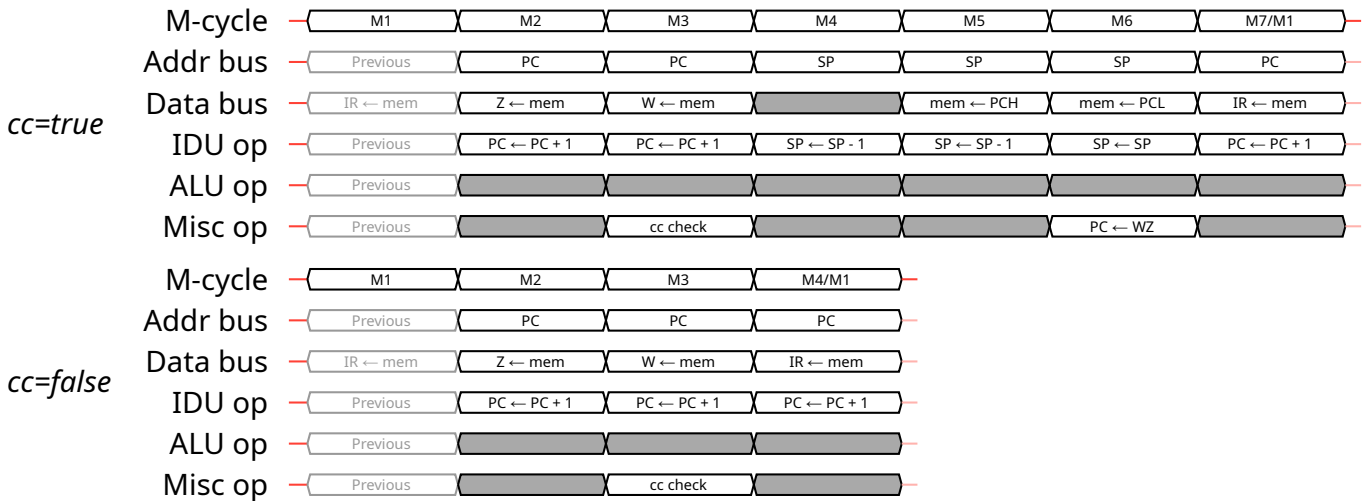 M-cycle M1 M2 M3 M4 M5 M6 M7/M1
Addr bus Previous PC PC SP SP SP PC
Data bus IR ← mem Z ← mem W ← mem mem ← PCH mem ← PCL IR ← mem
cc=true
IDU op Previous PC ← PC + 1 PC ← PC + 1 SP ← SP - 1 SP ← SP - 1 SP ← SP PC ← PC + 1
ALU op Previous
Misc op Previous cc check PC ← WZ
M-cycle M1 M2 M3 M4/M1
Addr bus Previous PC PC PC
Data bus IR ← mem Z ← mem W ← mem IR ← mem
cc=false
IDU op Previous PC ← PC + 1 PC ← PC + 1 PC ← PC + 1
ALU op Previous
Misc op Previous cc check